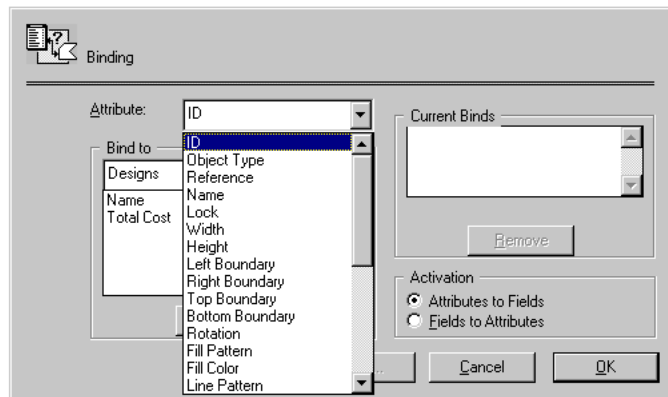 Binding
Attribute:
ID
ID
Object Type
Reference
Name
Lock
Width
Height
Left Boundary
Right Boundary
Top Boundary
Bottom Boundary
Rotation
Fill Pattern
Fill Color
Line Pattern
Bind to
Designs
Name
Total Cost
Current Binds
Remove
Activation
Attributes to Fields
Fields to Attributes
...
Cancel
OK